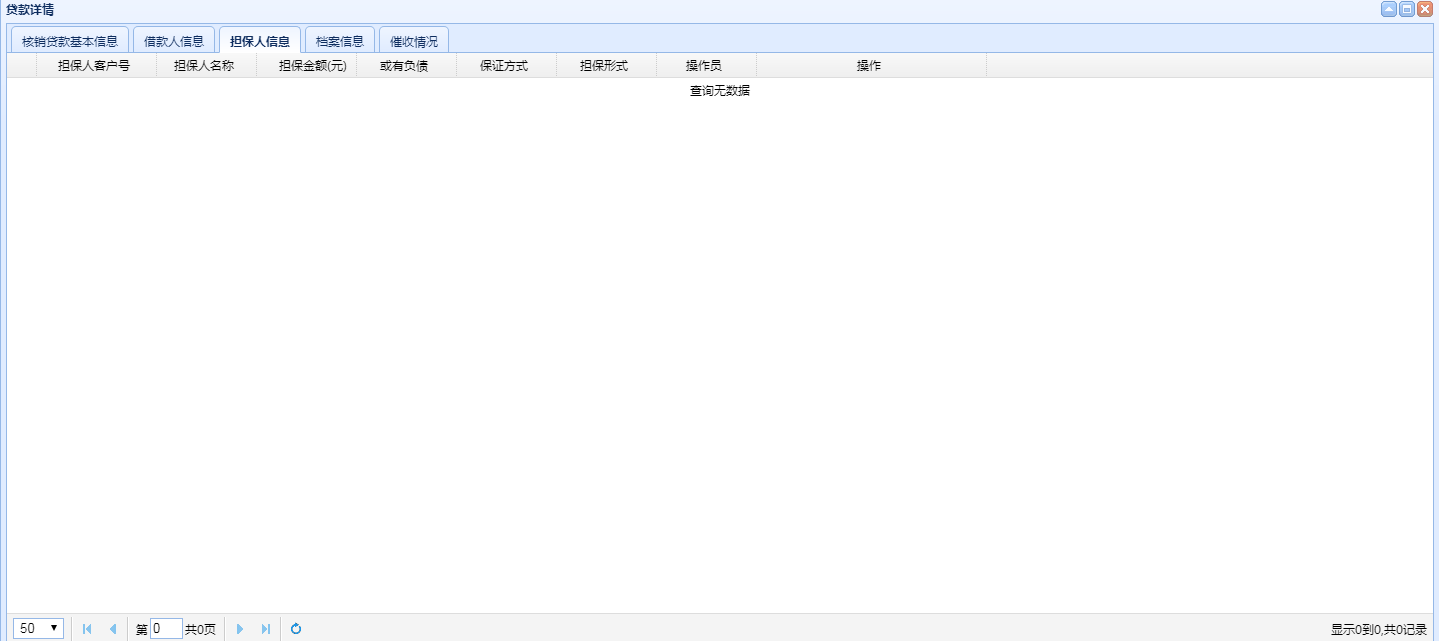 贷款详情
核销贷款基本信息 借款人信息 担保人信息 档案信息 催收情况
担保人客户号 担保人名称 担保金额(元) 或有负债 保证方式 担保形式 操作员 操作
查询无数据
50 第 0 共0页 显示0到0,共0记录